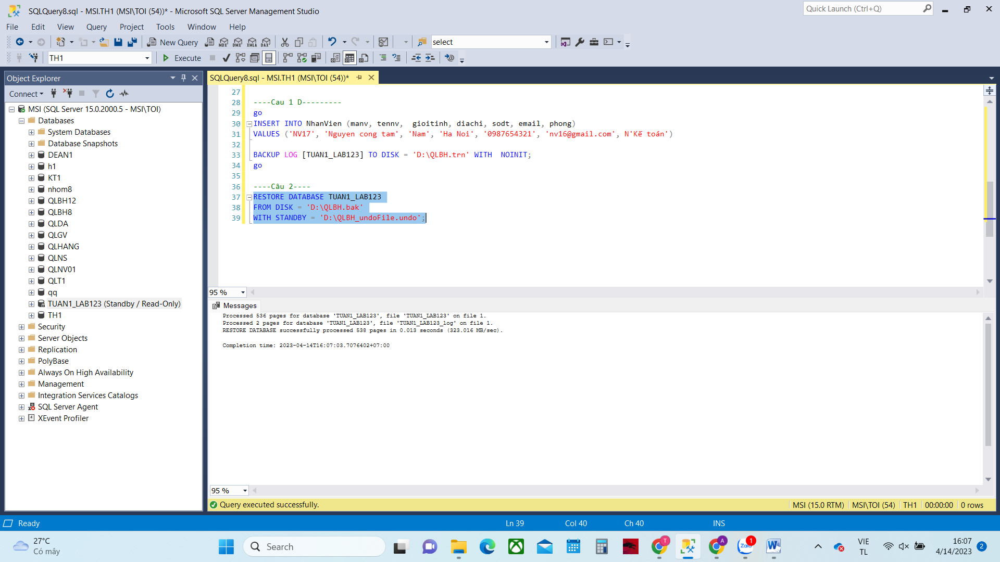 SQLQuery8.sql - MSI.TH1 (MSI\TOI (54))* - Microsoft SQL Server Management Studio
Quick Launch (Ctrl+Q)
File Edit View Query Project Tools Window Help
New Query MDX DMX XMLA DAX select
TH1 Execute
Object Explorer
Connect
MSI (SQL Server 15.0.2000.5 - MSI\TOI)
Databases
System Databases
Database Snapshots
DEAN1
h1
KT1
nhom8
QLBH12
QLBH8
QLDA
QLGV
QLHANG
QLNS
QLNV01
QLT1
qq
TUAN1_LAB123 (Standby / Read-Only)
TH1
Security
Server Objects
Replication
PolyBase
Always On High Availability
Management
Integration Services Catalogs
SQL Server Agent
XEvent Profiler
SQLQuery8.sql - MSI.TH1 (MSI\TOI (54))*
27
28 ----Cau 1 D---------
29 go
30 INSERT INTO NhanVien (manv, tennv,  gioitinh, diachi, sodt, email, phong)
31 VALUES ('NV17', 'Nguyen cong tam', 'Nam', 'Ha Noi', '0987654321', 'nv16@gmail.com', N'Kế toán')
32
33 BACKUP LOG [TUAN1_LAB123] TO DISK = 'D:\QLBH.trn' WITH  NOINIT;
34 go
35
36 ----Câu 2----
37 RESTORE DATABASE TUAN1_LAB123
38 FROM DISK = 'D:\QLBH.bak'
39 WITH STANDBY = 'D:\QLBH_undoFile.undo';
95 %
Messages
Processed 536 pages for database 'TUAN1_LAB123', file 'TUAN1_LAB123' on file 1.
Processed 2 pages for database 'TUAN1_LAB123', file 'TUAN1_LAB123_log' on file 1.
RESTORE DATABASE successfully processed 538 pages in 0.013 seconds (323.016 MB/sec).
Completion time: 2023-04-14T16:07:03.7076402+07:00
95 %
Query executed successfully. MSI (15.0 RTM) MSI\TOI (54) TH1 00:00:00 0 rows
Ready Ln 39 Col 40 Ch 40 INS
27°C
Có mây
Search
T
A
Zalo
1
W
VIE
TL
16:07
4/14/2023
2